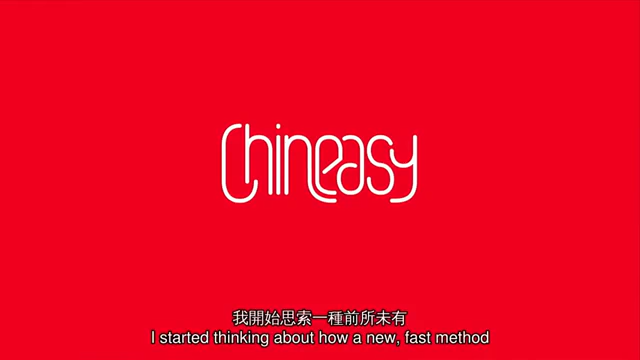 Chineasy
我開始思索一種前所未有
I started thinking about how a new, fast method